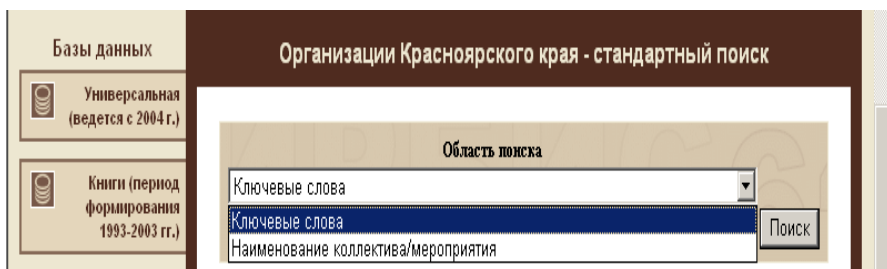 Базы данных
Универсальная
(ведется с 2004 г.)
Книги (период
формирования
1993-2003 гг.)
Организации Красноярского края - стандартный поиск
Область поиска
Ключевые слова
Ключевые слова
Наименование коллектива/мероприятия
Поиск